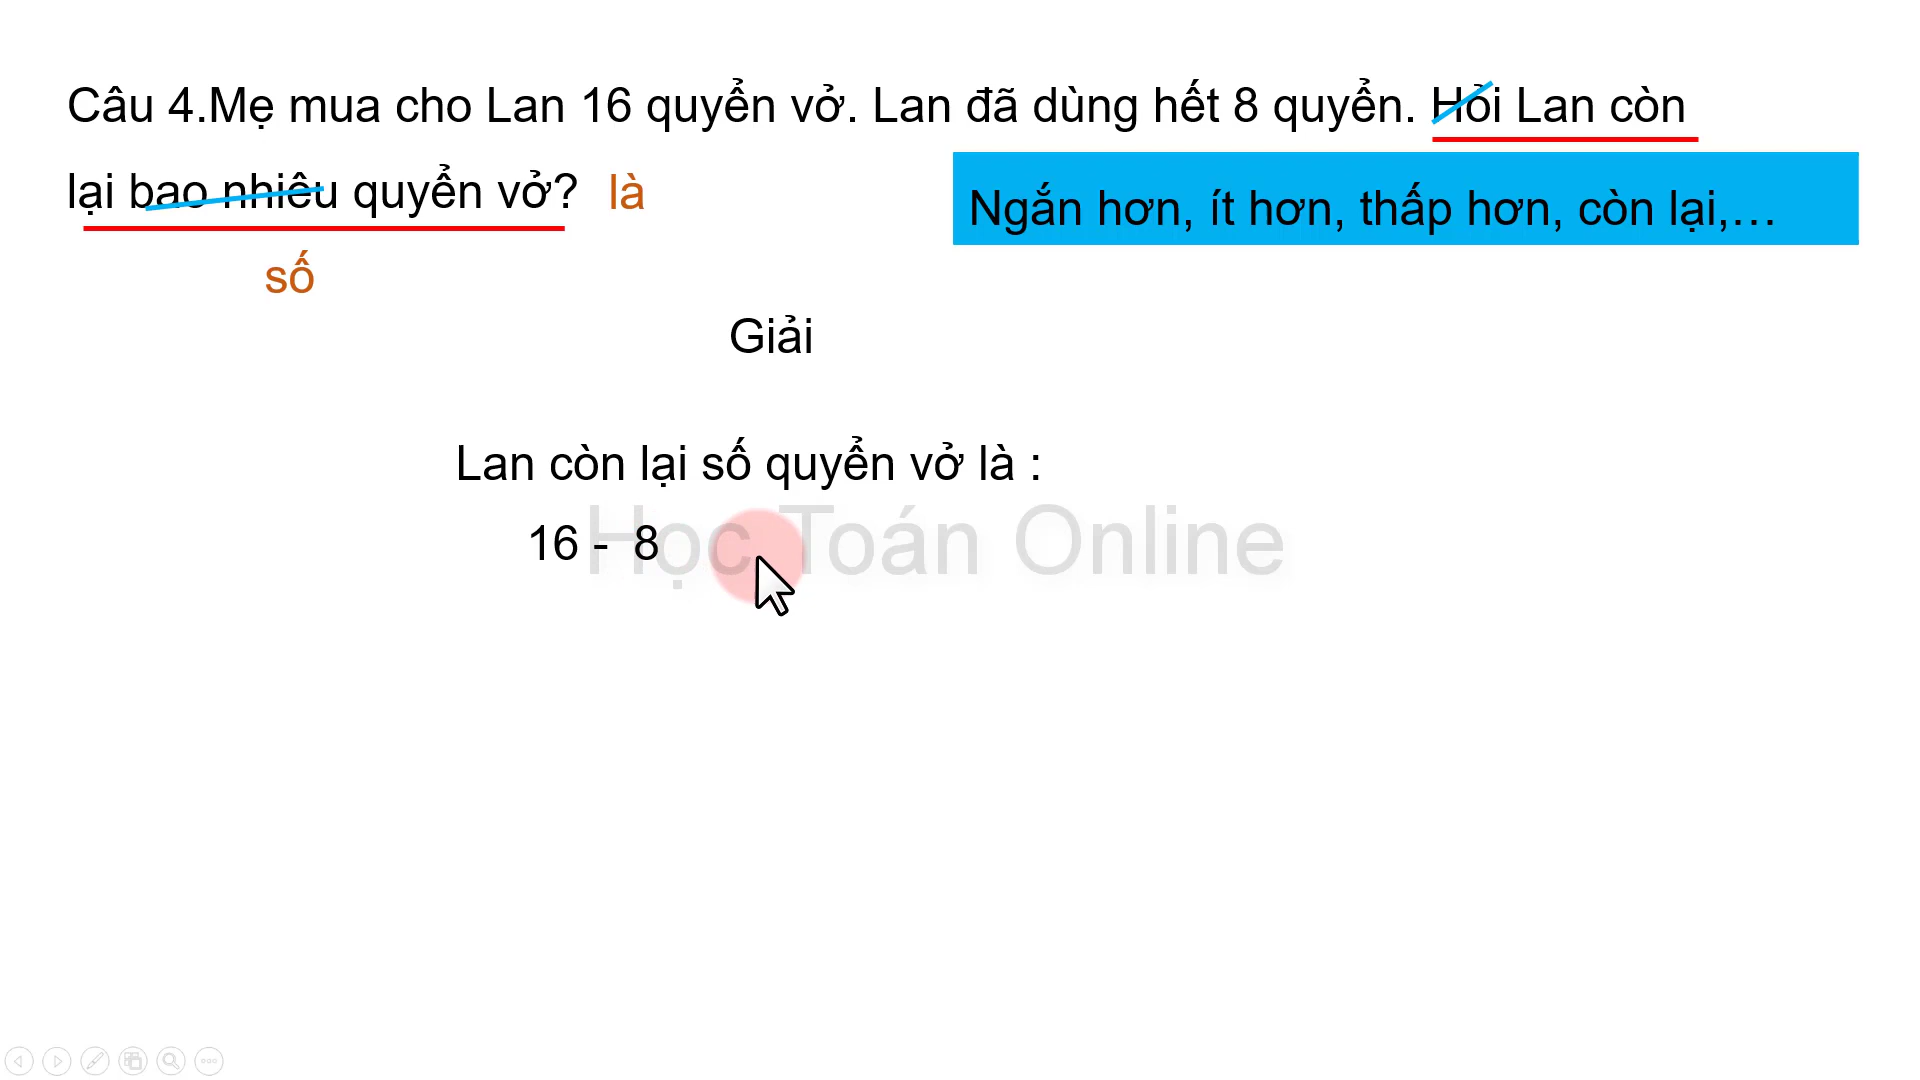 Câu 4.Mẹ mua cho Lan 16 quyển vở. Lan đã dùng hết 8 quyển. Hỏi Lan còn
lại bao nhiêu quyển vở? là
Ngắn hơn, ít hơn, thấp hơn, còn lại,...
số
Giải
Lan còn lại số quyển vở là :
16 - 8
Học Toán Online